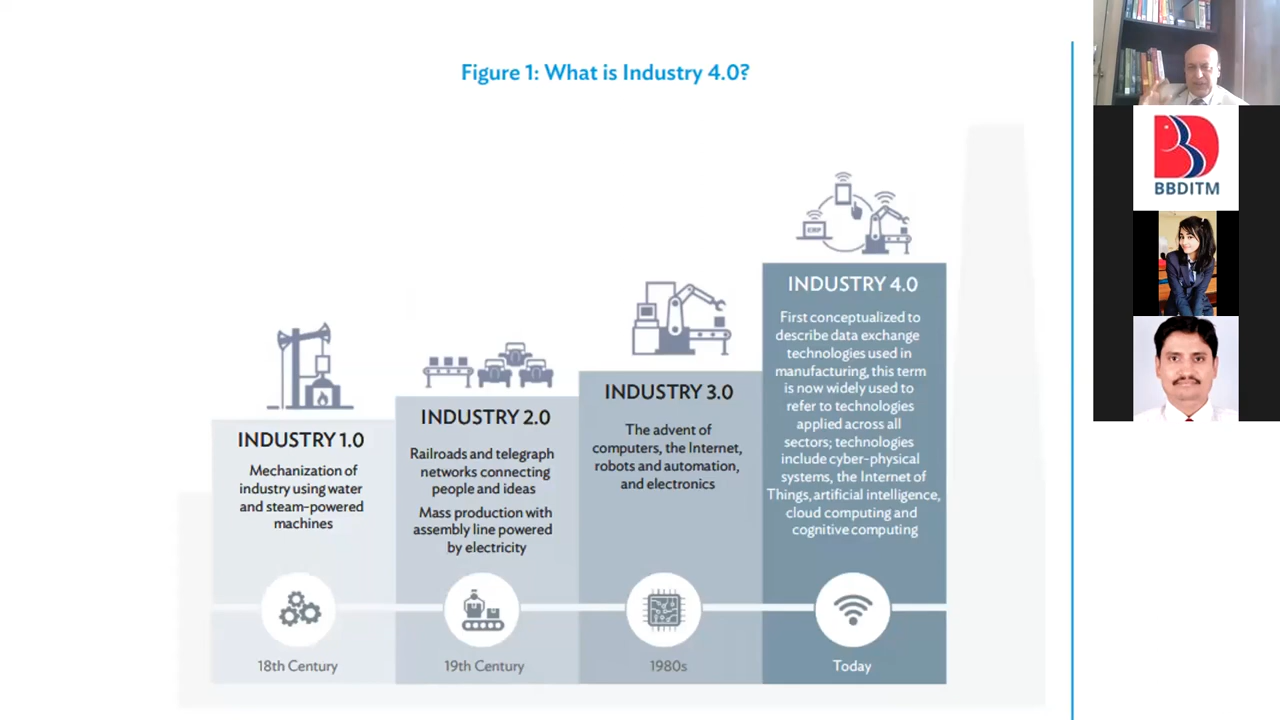 Figure 1: What is Industry 4.0?
INDUSTRY 1.0
Mechanization of
industry using water
and steam-powered
machines
18th Century
INDUSTRY 2.0
Railroads and telegraph
networks connecting
people and ideas
Mass production with
assembly line powered
by electricity
19th Century
INDUSTRY 3.0
The advent of
computers, the Internet,
robots and automation,
and electronics
1980s
ERP
INDUSTRY 4.0
First conceptualized to
describe data exchange
technologies used in
manufacturing, this term
is now widely used to
refer to technologies
applied across all
sectors; technologies
include cyber-physical
systems, the Internet of
Things, artificial intelligence,
cloud computing and
cognitive computing
Today
BBDITM